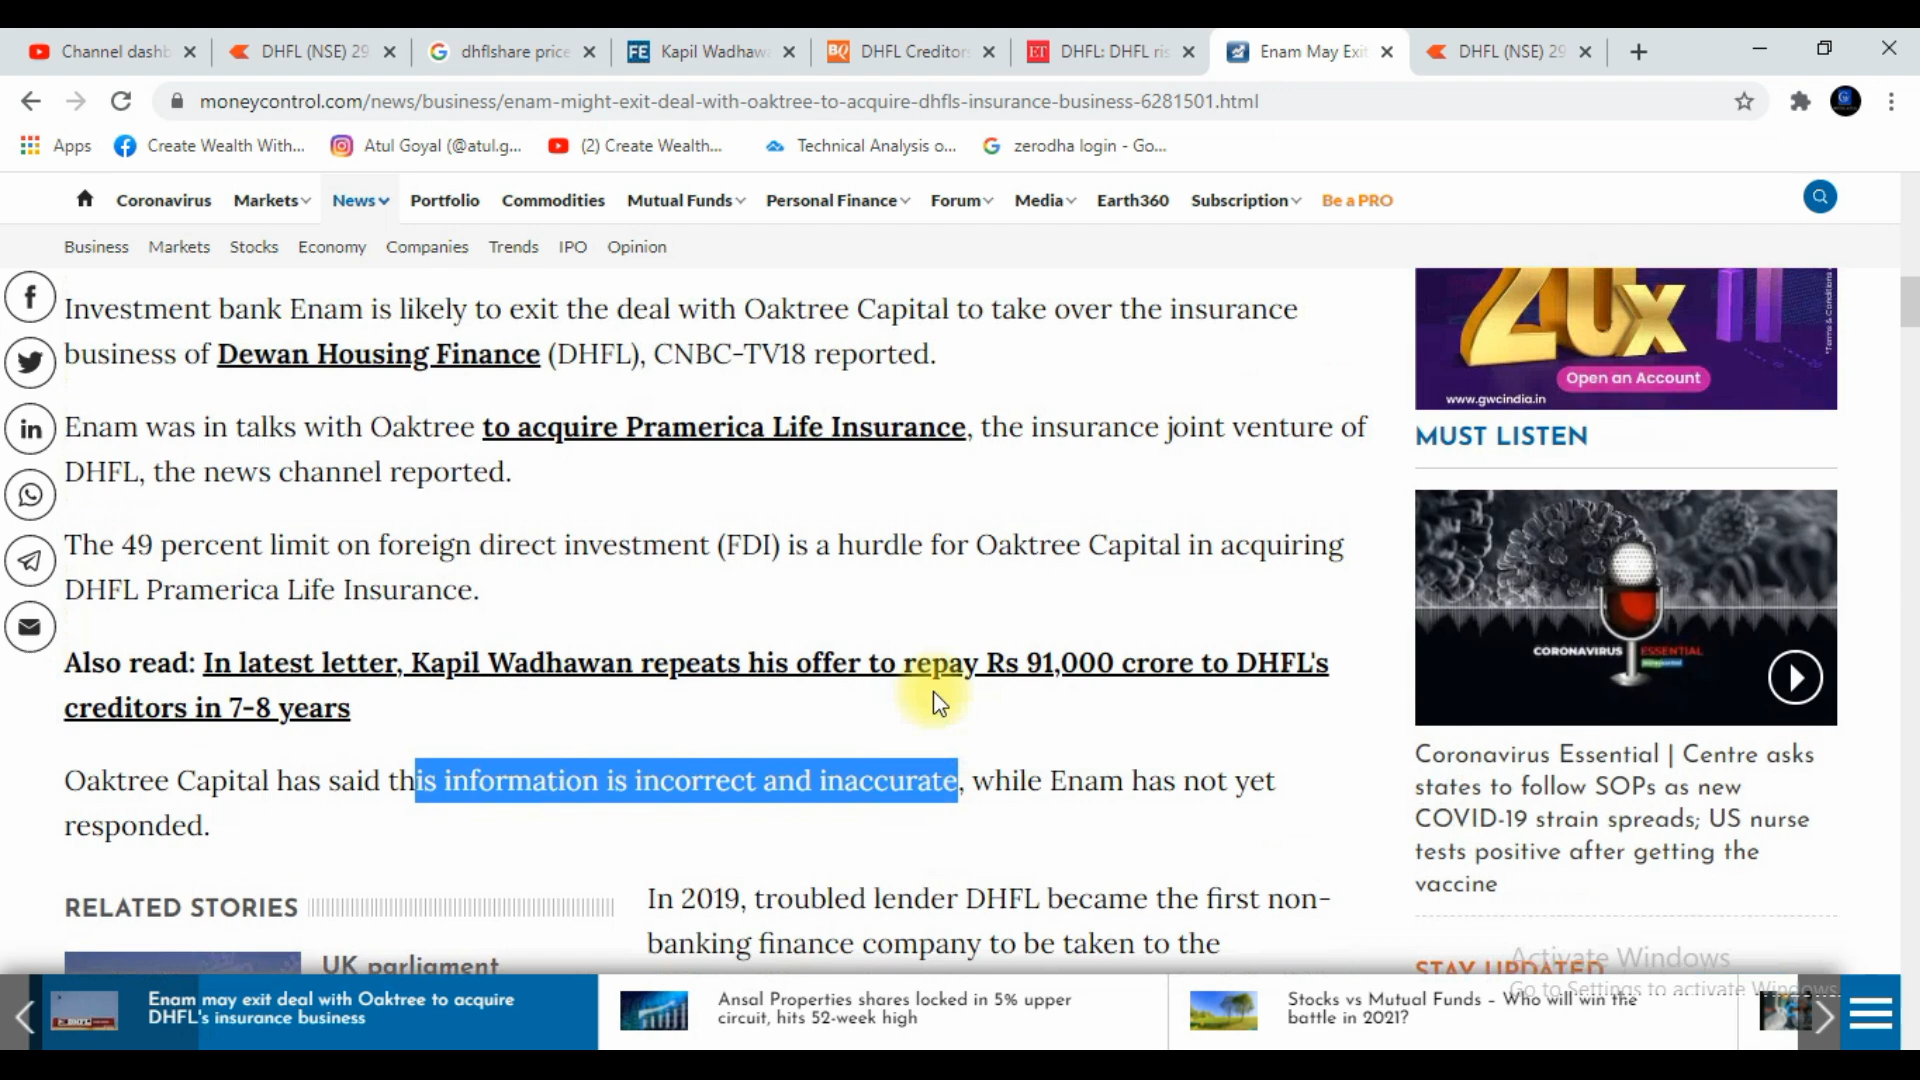 Channel dashb
DHFL (NSE) 29
dhflshare price
Kapil Wadhawa
DHFL Creditor
DHFL: DHFL ris
Enam May Exit
DHFL (NSE) 29
moneycontrol.com/news/business/enam-might-exit-deal-with-oaktree-to-acquire-dhfls-insurance-business-6281501.html
Apps
Create Wealth With...
Atul Goyal (@atul.g...
(2) Create Wealth...
Technical Analysis o...
zerodha login - Go...
Coronavirus Markets News Portfolio Commodities Mutual Funds Personal Finance Forum Media Earth360 Subscription Be a PRO
Business Markets Stocks Economy Companies Trends IPO Opinion
Investment bank Enam is likely to exit the deal with Oaktree Capital to take over the insurance
business of Dewan Housing Finance (DHFL), CNBC-TV18 reported.
Enam was in talks with Oaktree to acquire Pramerica Life Insurance, the insurance joint venture of
DHFL, the news channel reported.
The 49 percent limit on foreign direct investment (FDI) is a hurdle for Oaktree Capital in acquiring
DHFL Pramerica Life Insurance.
Also read: In latest letter, Kapil Wadhawan repeats his offer to repay Rs 91,000 crore to DHFL's
creditors in 7-8 years
Oaktree Capital has said this information is incorrect and inaccurate, while Enam has not yet
responded.
RELATED STORIES
UK parliament
In 2019, troubled lender DHFL became the first non-
banking finance company to be taken to the
20x
Open an Account
www.gwcindia.in
MUST LISTEN
CORONAVIRUS ESSENTIAL
Coronavirus Essential | Centre asks
states to follow SOPs as new
COVID-19 strain spreads; US nurse
tests positive after getting the
vaccine
STAY UPDATED
Activate Windows
Go to Settings to activate Windows.
Enam may exit deal with Oaktree to acquire
DHFL's insurance business
Ansal Properties shares locked in 5% upper
circuit, hits 52-week high
Stocks vs Mutual Funds - Who will win the
battle in 2021?